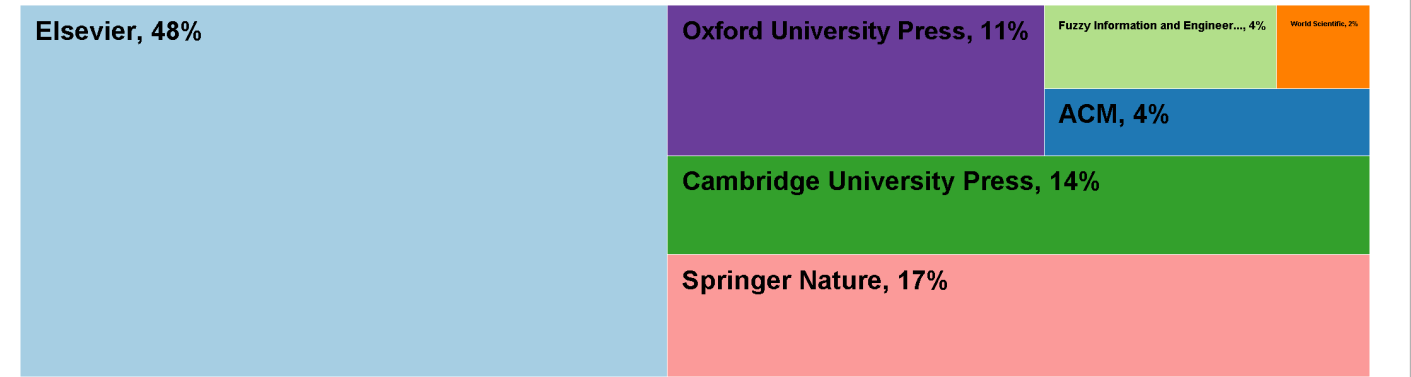 Elsevier, 48%
Oxford University Press, 11%
Fuzzy Information and Engineer..., 4%
World Scientific, 2%
ACM, 4%
Cambridge University Press, 14%
Springer Nature, 17%